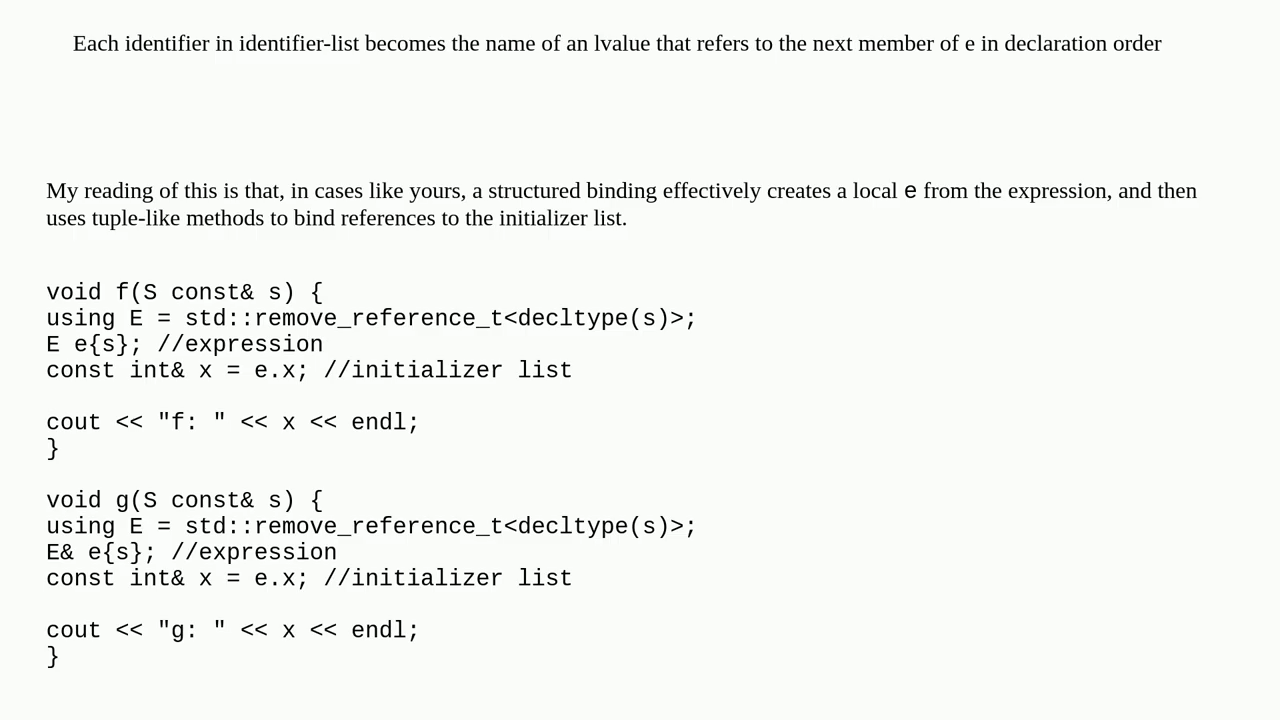 Each identifier in identifier-list becomes the name of an lvalue that refers to the next member of e in declaration order
My reading of this is that, in cases like yours, a structured binding effectively creates a local e from the expression, and then
uses tuple-like methods to bind references to the initializer list.
void f(S const& s) {
using E = std::remove_reference_t<decltype(s)>;
E e{s}; //expression
const int& x = e.x; //initializer list
cout << "f: " << x << endl;
}
void g(S const& s) {
using E = std::remove_reference_t<decltype(s)>;
E& e{s}; //expression
const int& x = e.x; //initializer list
cout << "g: " << x << endl;
}